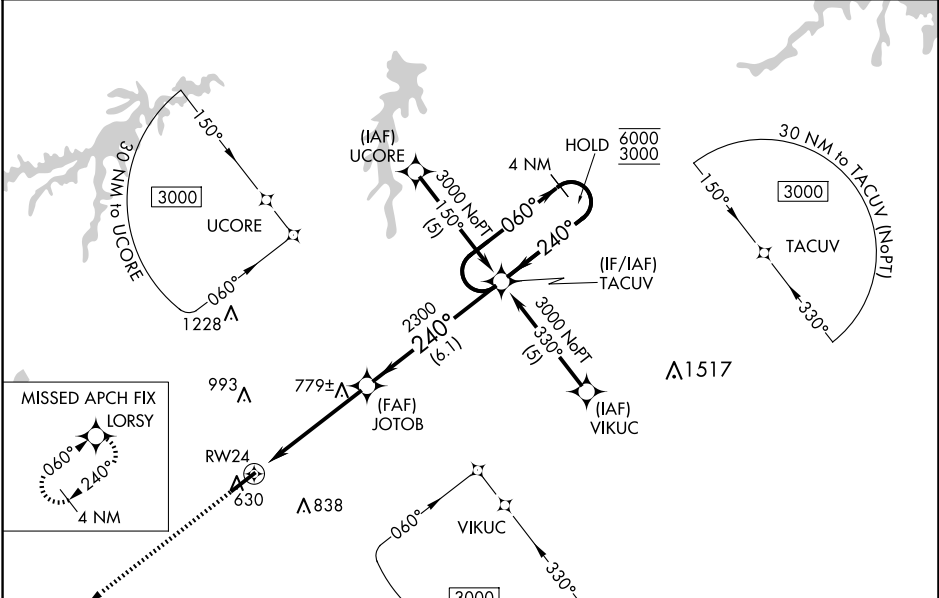 150°
30 NM to UCORE
3000
UCORE
060°
1228
(IAF)
UCORE
3000 NoPT
150°
(5)
4 NM
HOLD
6000
3000
060°
240°
(IF/IAF)
TACUV
30 NM to TACUV (NoPT)
150°
3000
TACUV
330°
2300
240°
(6.1)
3000 NoPT
330°
(5)
(IAF)
VIKUC
1517
993
779±
(FAF)
JOTOB
MISSED APCH FIX
LORSY
060°
240°
4 NM
RW24
630
838
060°
VIKUC
330°
3000